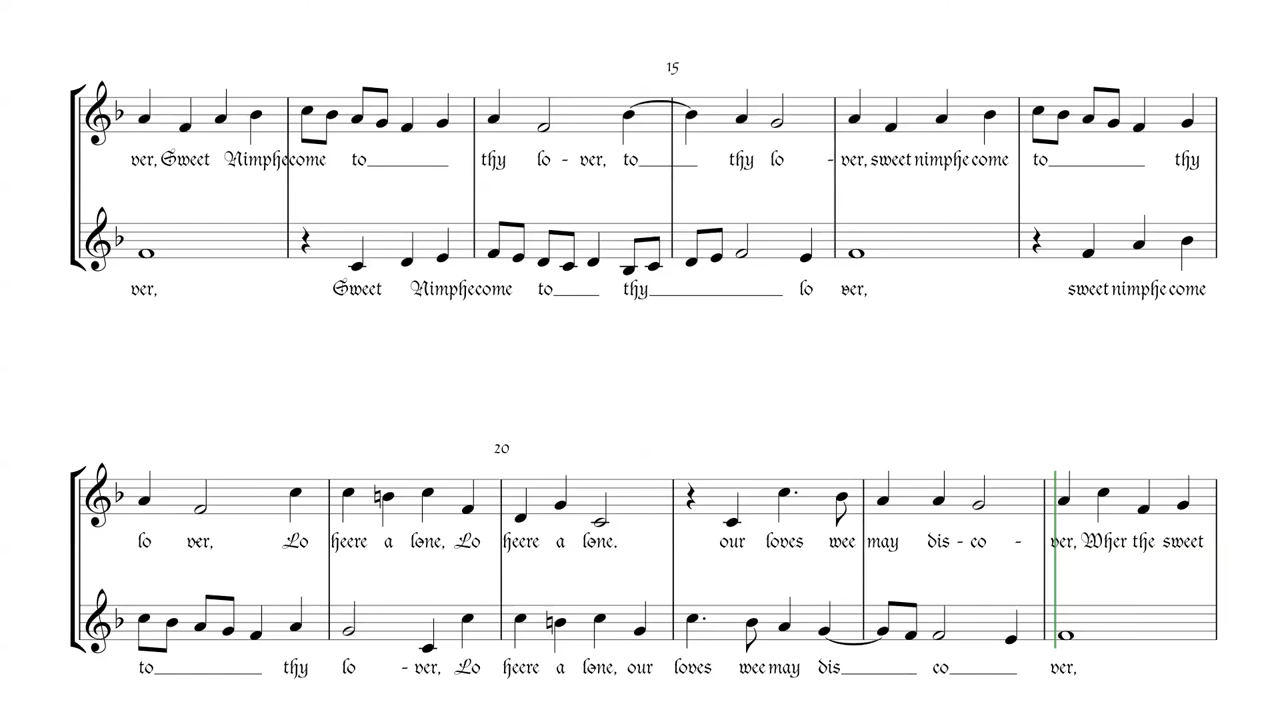 15
ver, Sweet Nimphe come to thy lo - ver, to thy lo - ver, sweet nimphe come to thy
ver, Sweet Nimphe come to thy lo ver, sweet nimphe come
20
lo ver, Lo heere a lone, Lo heere a lone. our loves wee may dis - co - ver, Wher the sweet
to thy lo - ver, Lo heere a lone, our loves wee may dis co ver,